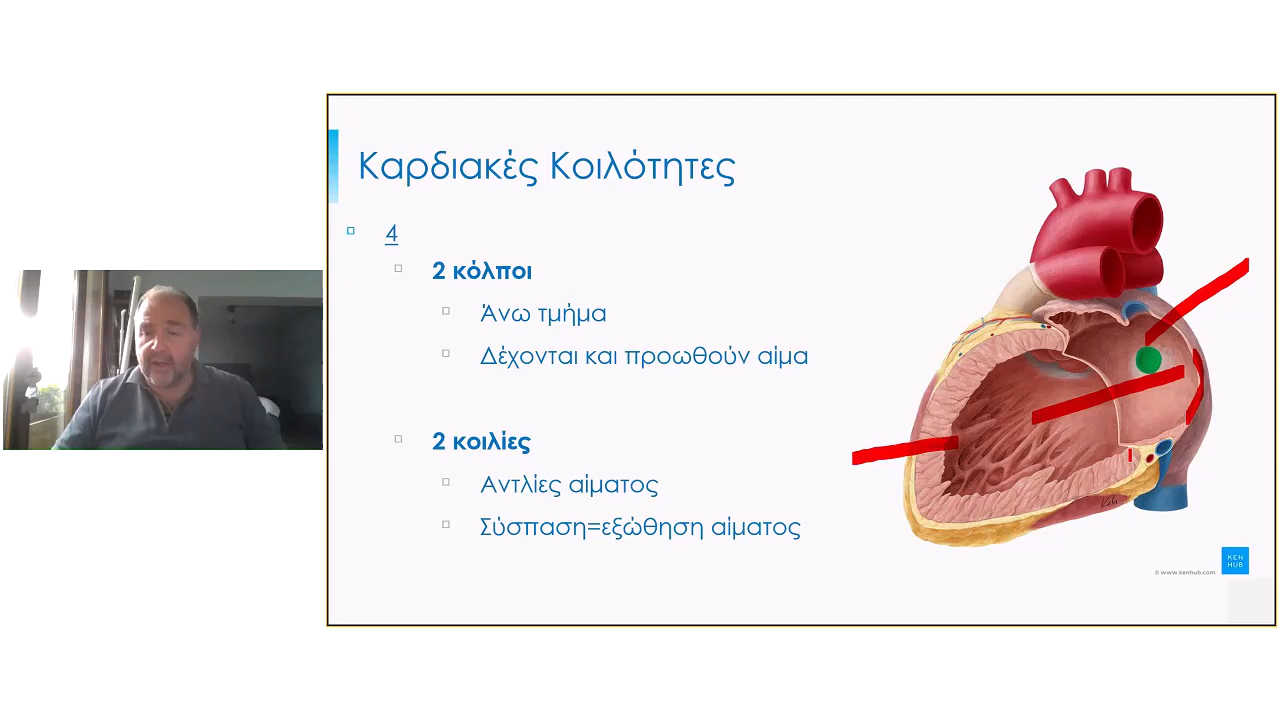 Καρδιακές Κοιλότητες
4
2 κόλποι
Άνω τμήμα
Δέχονται και προωθούν αίμα
2 κοιλίες
Αντλίες αίματος
Σύσπαση=εξώθηση αίματος
KEN
HUB
© www.kenhub.com